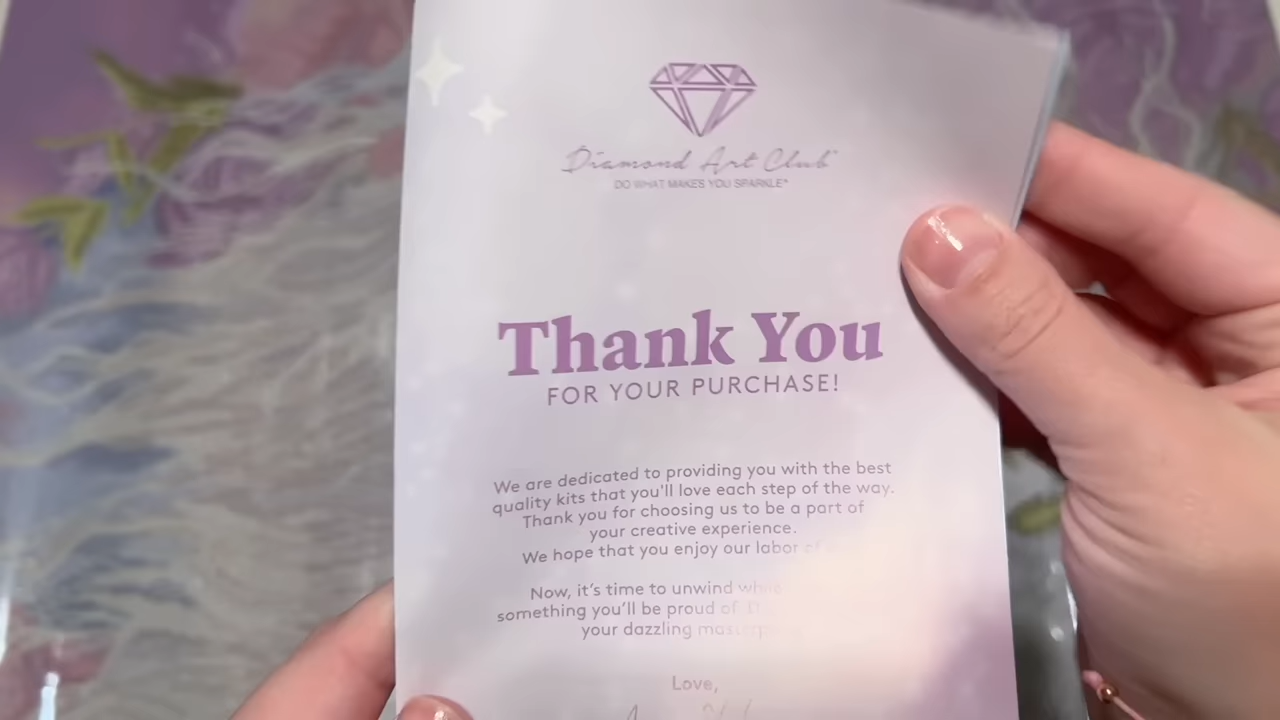 Diamond Art Club
DO WHAT MAKES YOU SPARKLE
Thank You
FOR YOUR PURCHASE!
We are dedicated to providing you with the best
quality kits that you'll love each step of the way.
Thank you for choosing us to be a part of
your creative experience.
We hope that you enjoy our labor of
Now, it's time to unwind while
something you'll be proud of.
your dazzling
Love,